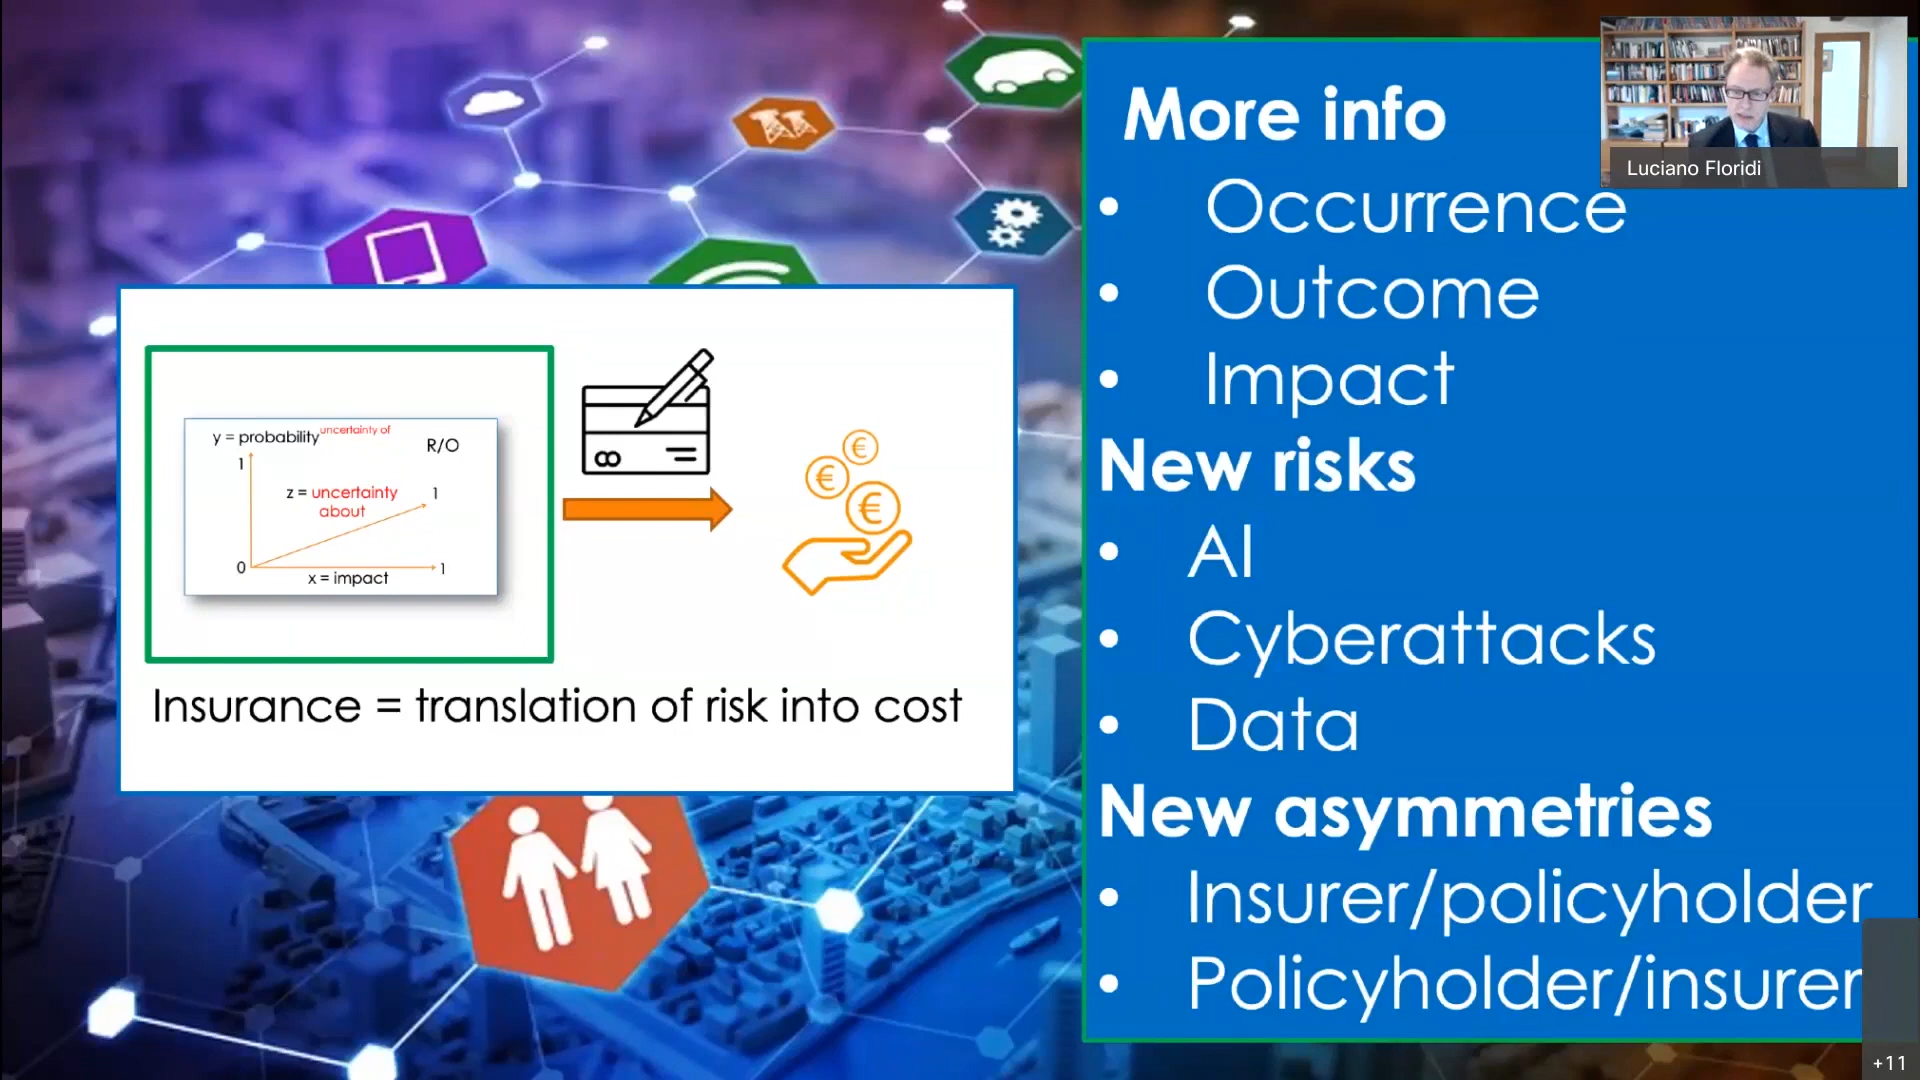 y = probability uncertainty of
R/O
1
z = uncertainty
about
1
0
x = impact
1
€
€
€
Insurance = translation of risk into cost
More info
• Occurrence
• Outcome
• Impact
New risks
• AI
• Cyberattacks
• Data
New asymmetries
• Insurer/policyholder
• Policyholder/insurer
Luciano Floridi
+11